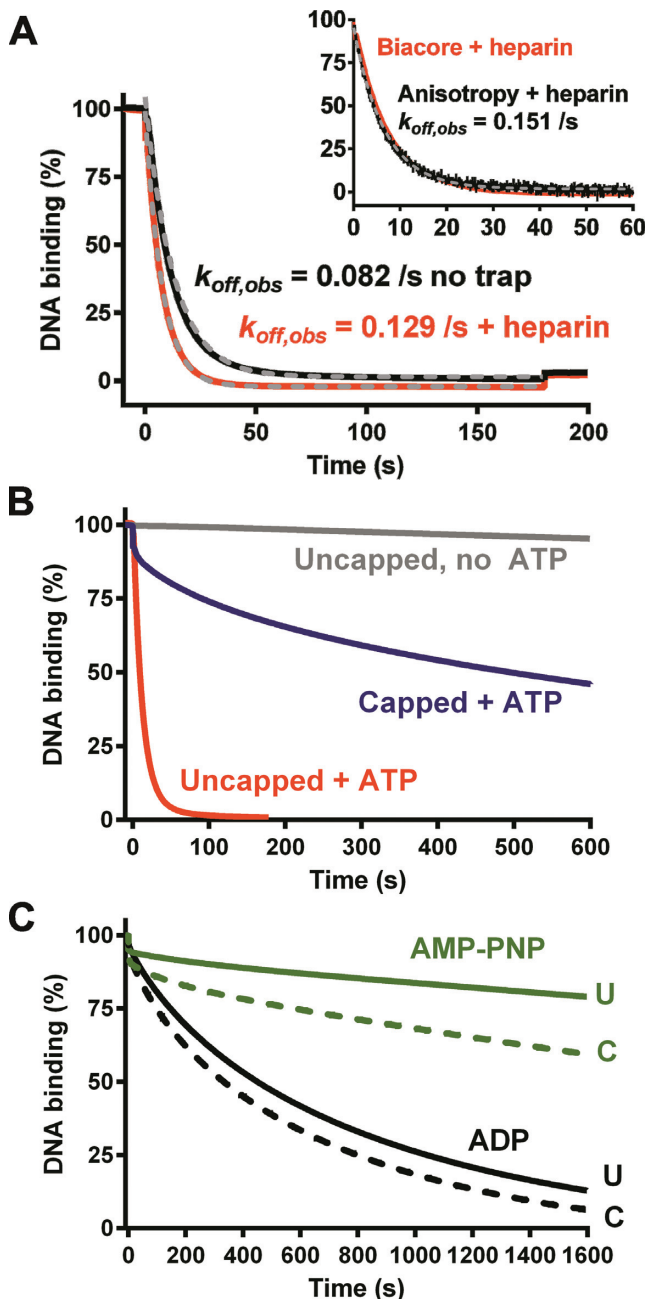 A
100
75
50
25
0
DNA binding (%)
0
50
100
150
200
Time (s)
koff,obs = 0.082 /s no trap
koff,obs = 0.129 /s + heparin
100
75
50
25
0
0
10
20
30
40
50
60
Biacore + heparin
Anisotropy + heparin
koff,obs = 0.151 /s
B
100
75
50
25
0
DNA binding (%)
0
100
200
300
400
500
600
Time (s)
Uncapped, no ATP
Capped + ATP
Uncapped + ATP
C
100
75
50
25
0
DNA binding (%)
0
200
400
600
800
1000
1200
1400
1600
Time (s)
AMP-PNP
U
C
ADP
U
C